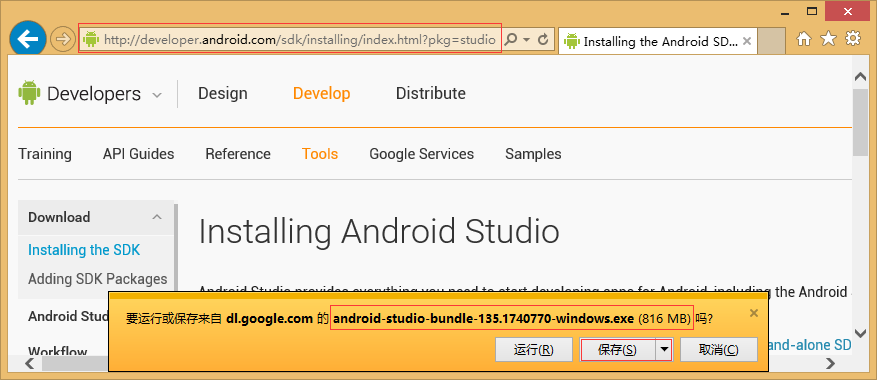 http://developer.android.com/sdk/installing/index.html?pkg=studio
Installing the Android SD...
Developers
Design
Develop
Distribute
Training
API Guides
Reference
Tools
Google Services
Samples
Download
Installing the SDK
Adding SDK Packages
Android Stud
Workflow
Installing Android Studio
Android Studio provides everything you need to start developing apps for Android, including the Android
and-alone SD
要运行或保存来自 dl.google.com 的 android-studio-bundle-135.1740770-windows.exe (816 MB) 吗?
运行(R)
保存(S)
取消(C)